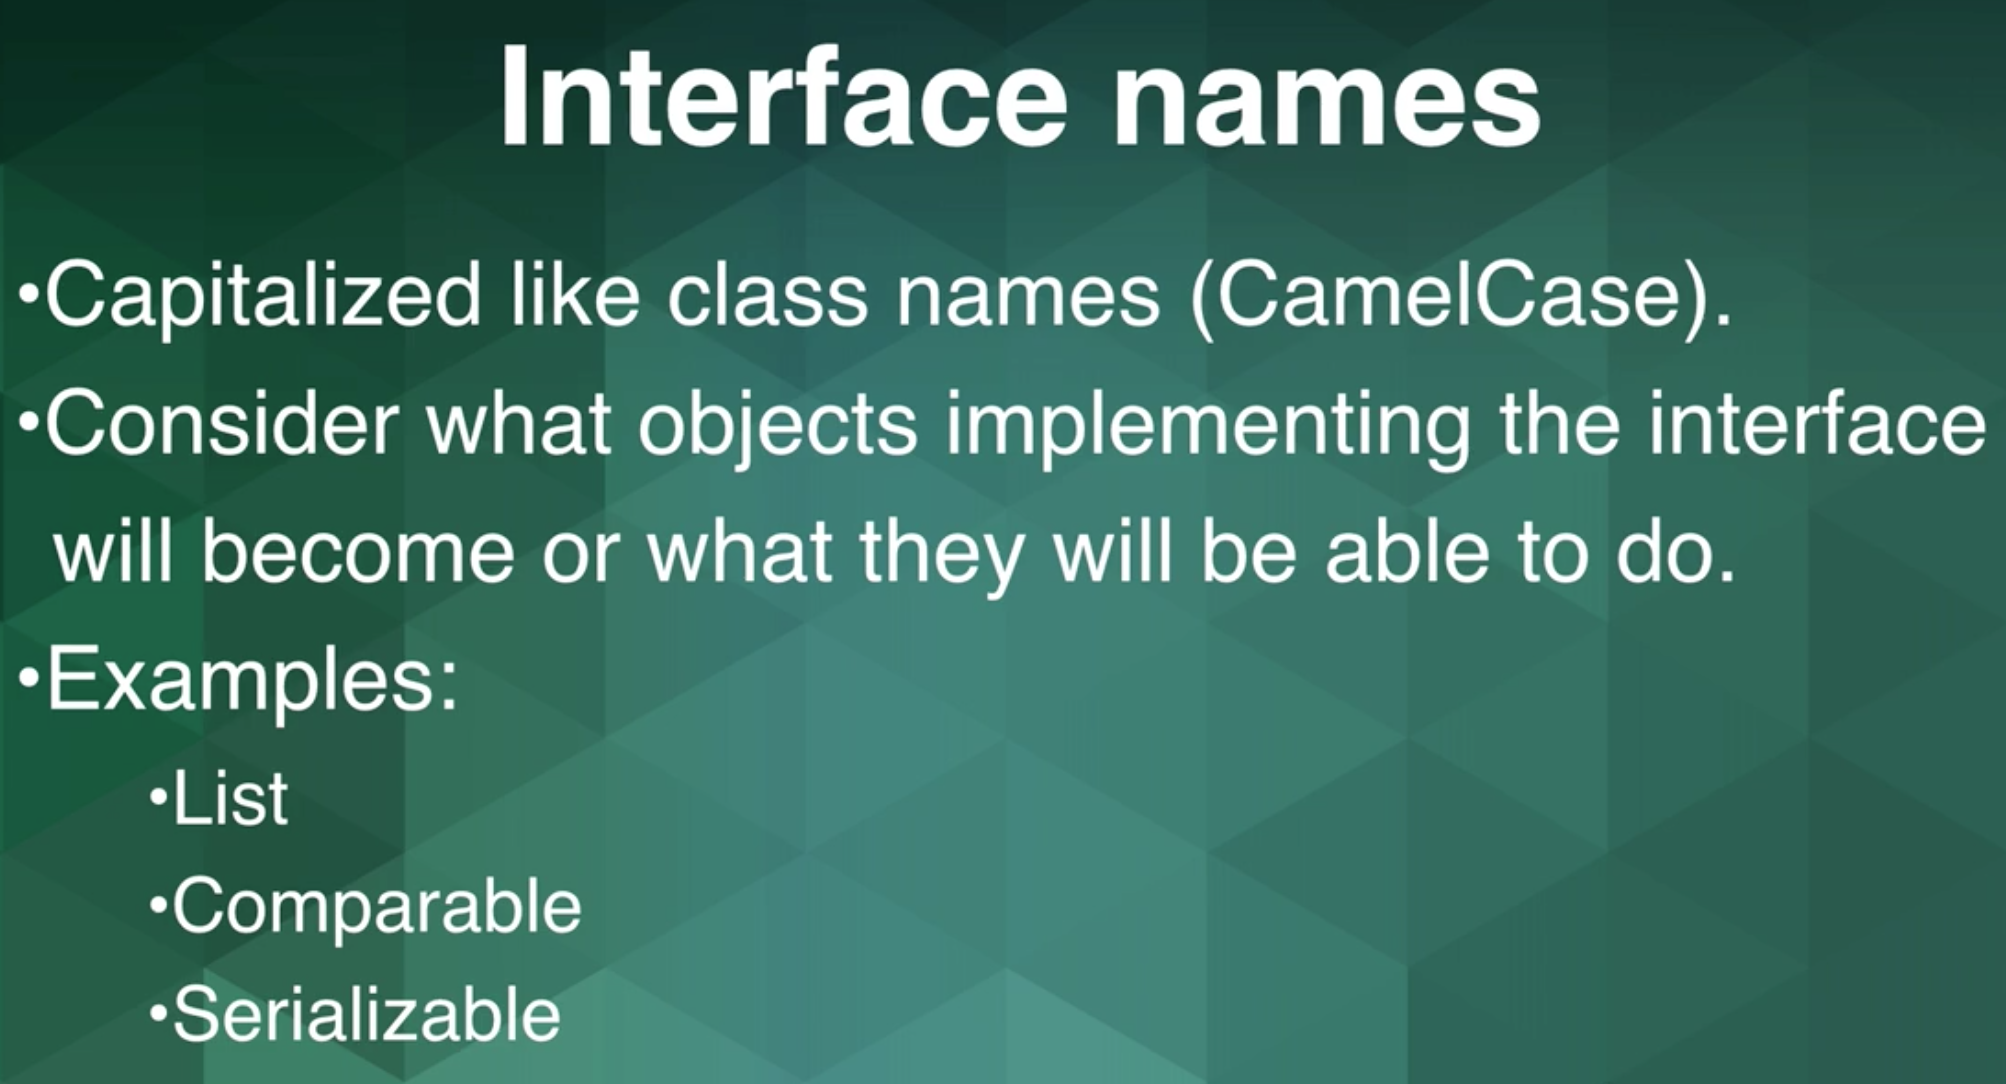 Interface names
•Capitalized like class names (CamelCase).
•Consider what objects implementing the interface
will become or what they will be able to do.
•Examples:
•List
•Comparable
•Serializable